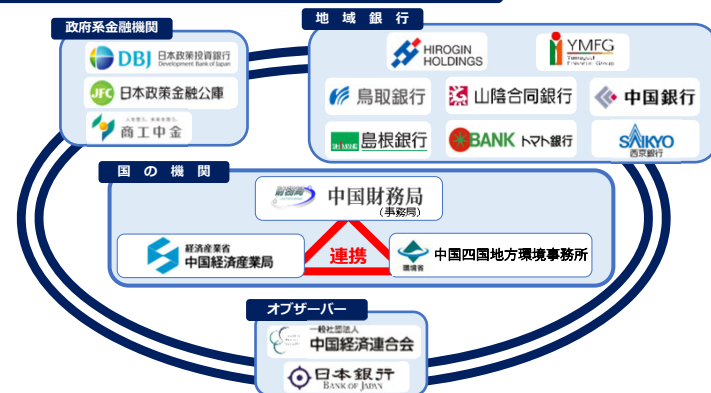 政府系金融機関
DBJ 日本政策投資銀行
Development Bank of Japan
JFC 日本政策金融公庫
商工中金
地域銀行
HIROGIN
HOLDINGS
YMFG
鳥取銀行
山陰合同銀行
中国銀行
島根銀行
BANK トマト銀行
SAIKYO
西京銀行
国の機関
財務局
中国財務局
(事務局)
経済産業省
中国経済産業局
連携
環境省
中国四国地方環境事務所
オブザーバー
一般社団法人
中国経済連合会
日本銀行
BANK OF JAPAN